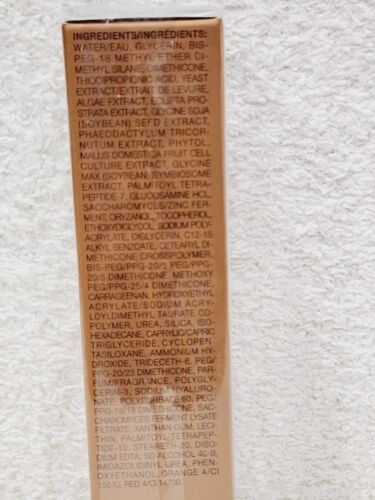 INGREDIENTS/INGRÉDIENTS:
WATER/EAU, GLYCERIN, BIS-
PEG-18 METHYL ETHER DI-
METHYL SILANE, DIMETHICONE,
THIODIPROPIONIC ACID, YEAST
EXTRACT/EXTRAIT DE LEVURE,
ALGAE EXTRACT, ECLIPTA PRO-
STRATA EXTRACT, GLYCINE SOJA
(SOYBEAN) SEED EXTRACT,
PHAEODACTYLUM TRICOR-
NUTUM EXTRACT, PHYTOL,
MALUS DOMESTICA FRUIT CELL
CULTURE EXTRACT, GLYCINE
MAX (SOYBEAN) SYMBIOSOME
EXTRACT, PALMITOYL TETRA-
PEPTIDE-7, GLUCOSAMINE HCL,
SACCHAROMYCES/ZINC FER-
MENT, ORYZANOL, TOCOPHEROL,
ETHOXYDIGLYCOL, SODIUM POLY-
ACRYLATE, DIGLYCERIN, C12-15
ALKYL BENZOATE, CETEARYL DI-
METHICONE CROSSPOLYMER,
BIS-PEG/PPG-20/5 PEG/PPG-
20/5 DIMETHICONE, METHOXY
PEG/PPG-25/4 DIMETHICONE,
CARRAGEENAN, HYDROXYETHYL
ACRYLATE/SODIUM ACRY-
LOYLDIMETHYL TAURATE CO-
POLYMER, UREA, SILICA, ISO-
HEXADECANE, CAPRYLIC/CAPRIC
TRIGLYCERIDE, CYCLOPEN
TASILOXANE, AMMONIUM HY-
DROXIDE, TRIDECETH-6, PEG/
PPG-20/23 DIMETHICONE, PAR-
FUM/FRAGRANCE, POLYGLY-
CERIN-3, SODIUM HYALURO-
NATE, POLYSORBATE 60, PEG/
PPG-18/18 DIMETHICONE, SAC-
CHAROMYCES FERMENT LYSATE
FILTRATE, XANTHAN GUM, LECI-
THIN, PALMITOYL TETRAPEP-
TIDE-10, STEARETH-20, DISO-
DIUM EDTA, SD ALCOHOL 40-B,
IMIDAZOLIDINYL UREA, PHEN-
OXYETHANOL, ORANGE 4/CI
15510, RED 4/CI 14700.